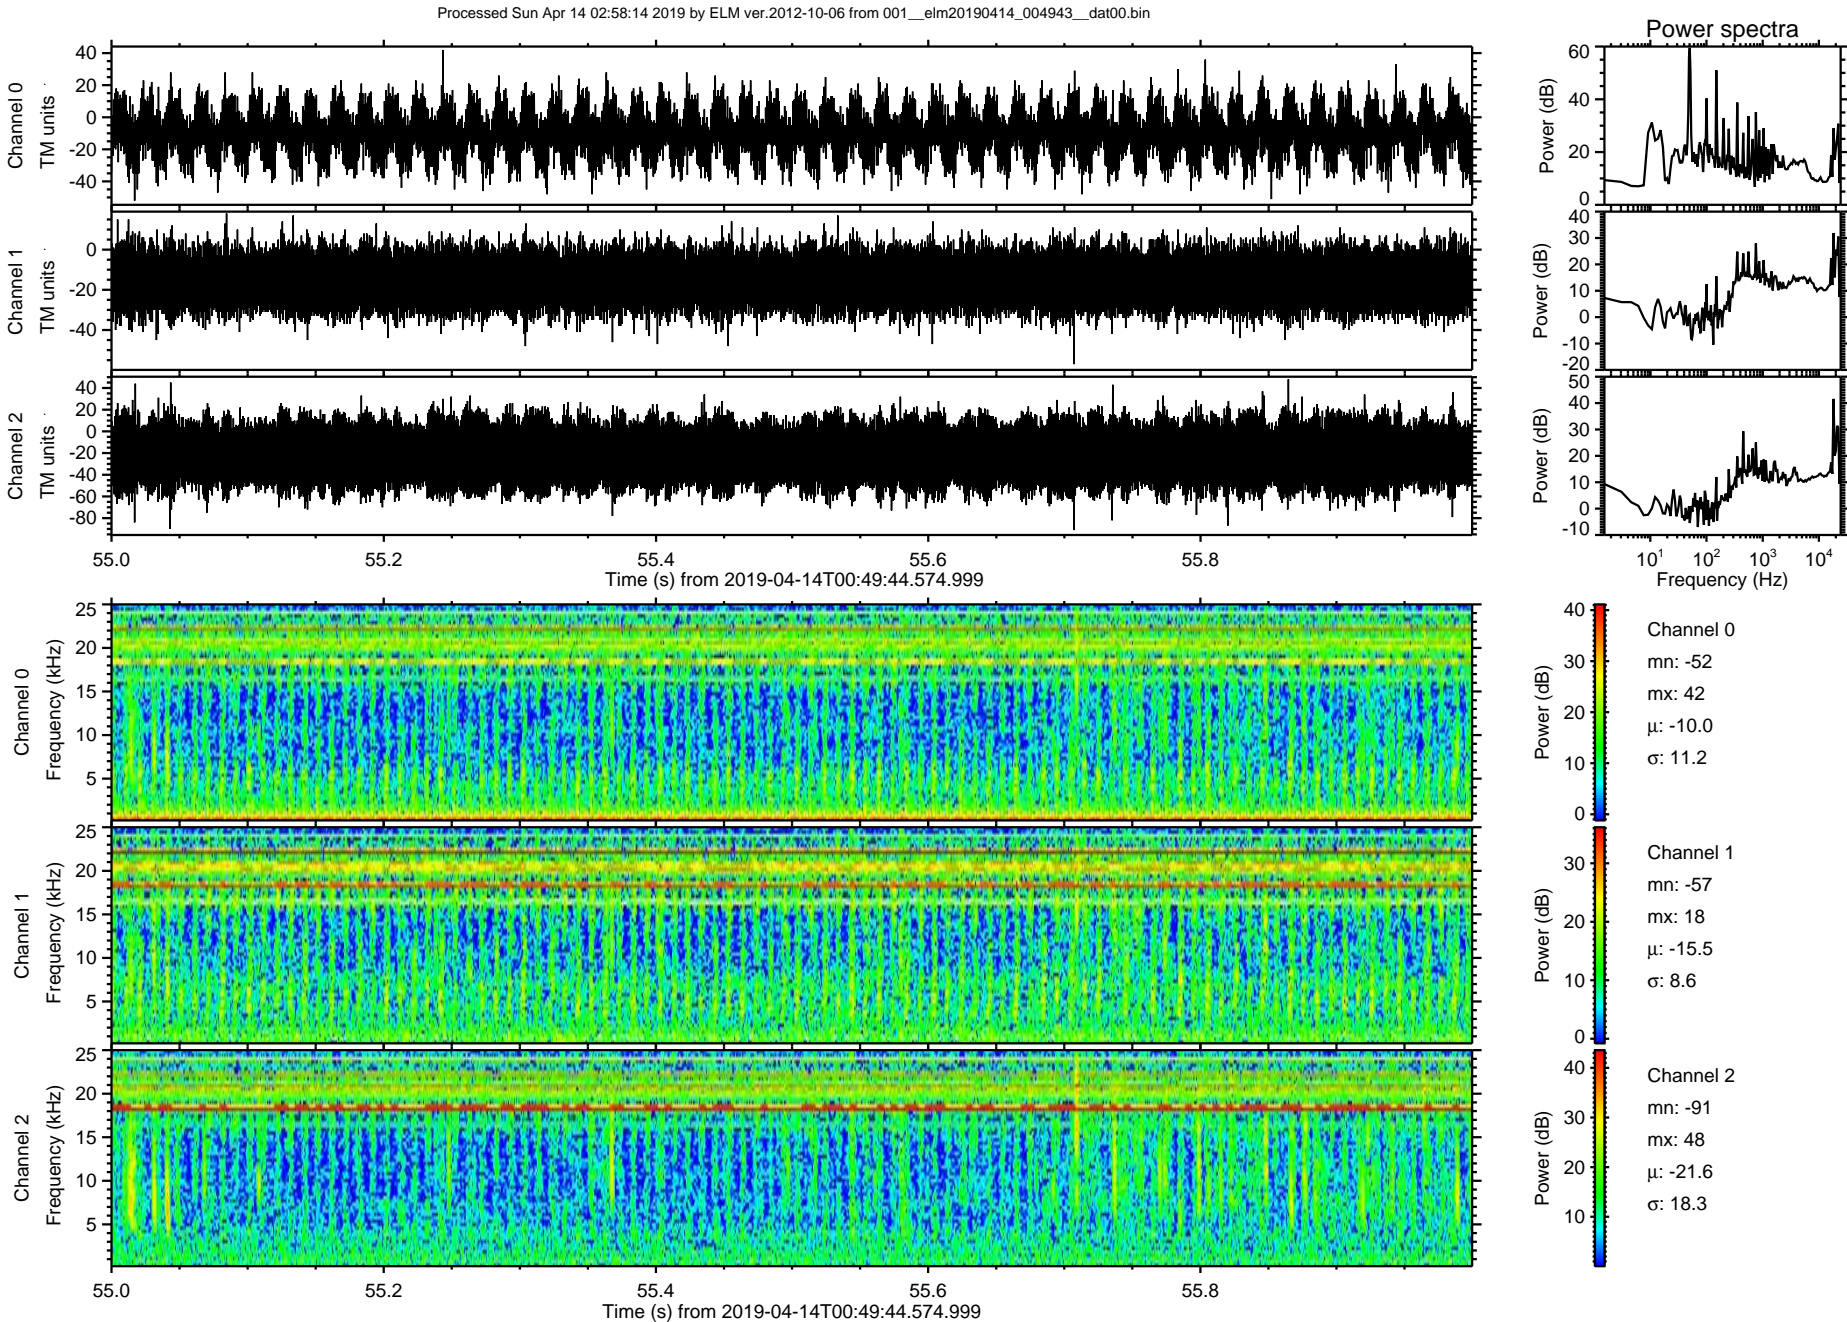 Processed Sun Apr 14 02:58:14 2019 by ELM ver.2012-10-06 from 001__elm20190414_004943__dat00.bin
Power spectra
Channel 0
TM units
40
20
0
-20
-40
Power (dB)
60
40
20
0
Channel 1
TM units
0
-20
-40
Power (dB)
40
30
20
10
0
-10
-20
Channel 2
TM units
40
20
0
-20
-40
-60
-80
Power (dB)
50
40
30
20
10
0
-10
55.0 55.2 55.4 55.6 55.8
Time (s) from 2019-04-14T00:49:44.574.999
10^1 10^2 10^3 10^4
Frequency (Hz)
Channel 0
Frequency (kHz)
25
20
15
10
5
Power (dB)
40
30
20
10
0
Channel 0
mn: -52
mx: 42
μ: -10.0
σ: 11.2
Channel 1
Frequency (kHz)
25
20
15
10
5
Power (dB)
30
20
10
0
Channel 1
mn: -57
mx: 18
μ: -15.5
σ: 8.6
Channel 2
Frequency (kHz)
25
20
15
10
5
Power (dB)
40
30
20
10
Channel 2
mn: -91
mx: 48
μ: -21.6
σ: 18.3
55.0 55.2 55.4 55.6 55.8
Time (s) from 2019-04-14T00:49:44.574.999